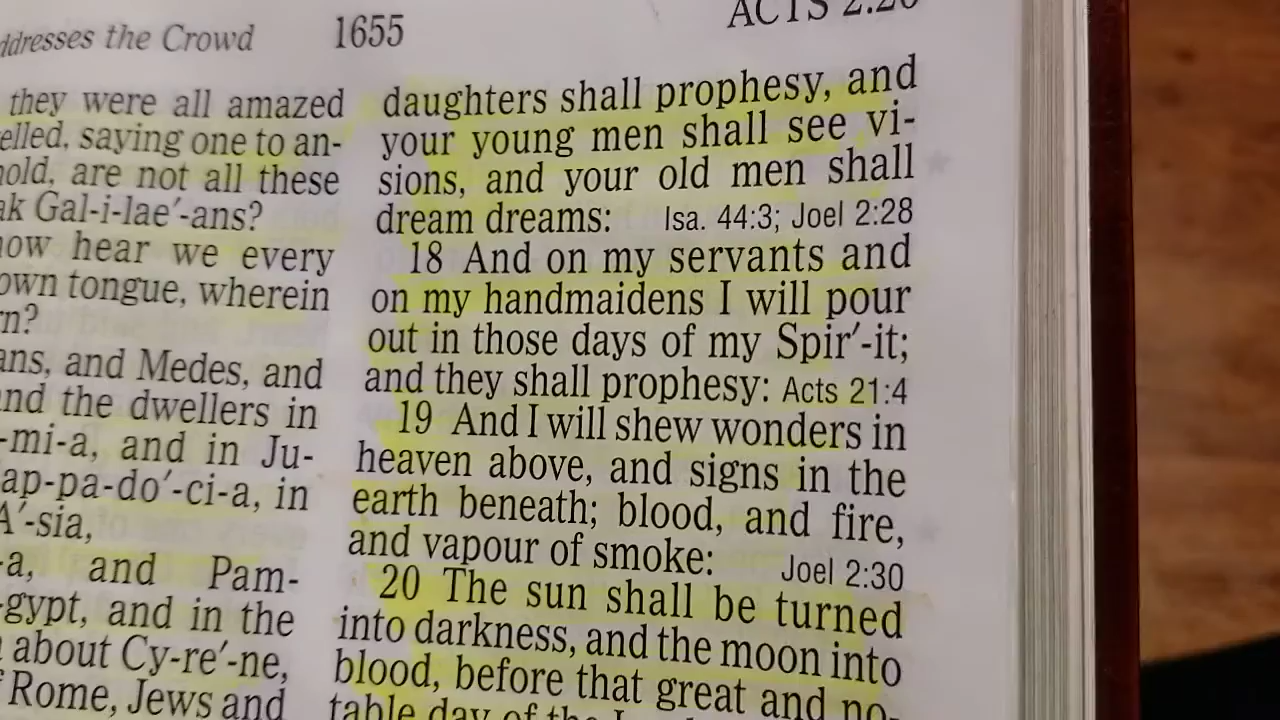 addresses the Crowd 1655 ACTS 2:20
they were all amazed
elled, saying one to an-
hold, are not all these
ak Gal-i-lae′-ans?
now hear we every
own tongue, wherein
rn?
ans, and Medes, and
and the dwellers in
-mi-a, and in Ju-
ap-pa-do′-ci-a, in
A′-sia,
-a, and Pam-
-gypt, and in the
about Cy-re′-ne,
Rome, Jews and
daughters shall prophesy, and
your young men shall see vi-
sions, and your old men shall
dream dreams: Isa. 44:3; Joel 2:28
18 And on my servants and
on my handmaidens I will pour
out in those days of my Spir′-it;
and they shall prophesy: Acts 21:4
19 And I will shew wonders in
heaven above, and signs in the
earth beneath; blood, and fire,
and vapour of smoke: Joel 2:30
20 The sun shall be turned
into darkness, and the moon into
blood, before that great and no-
table day of the